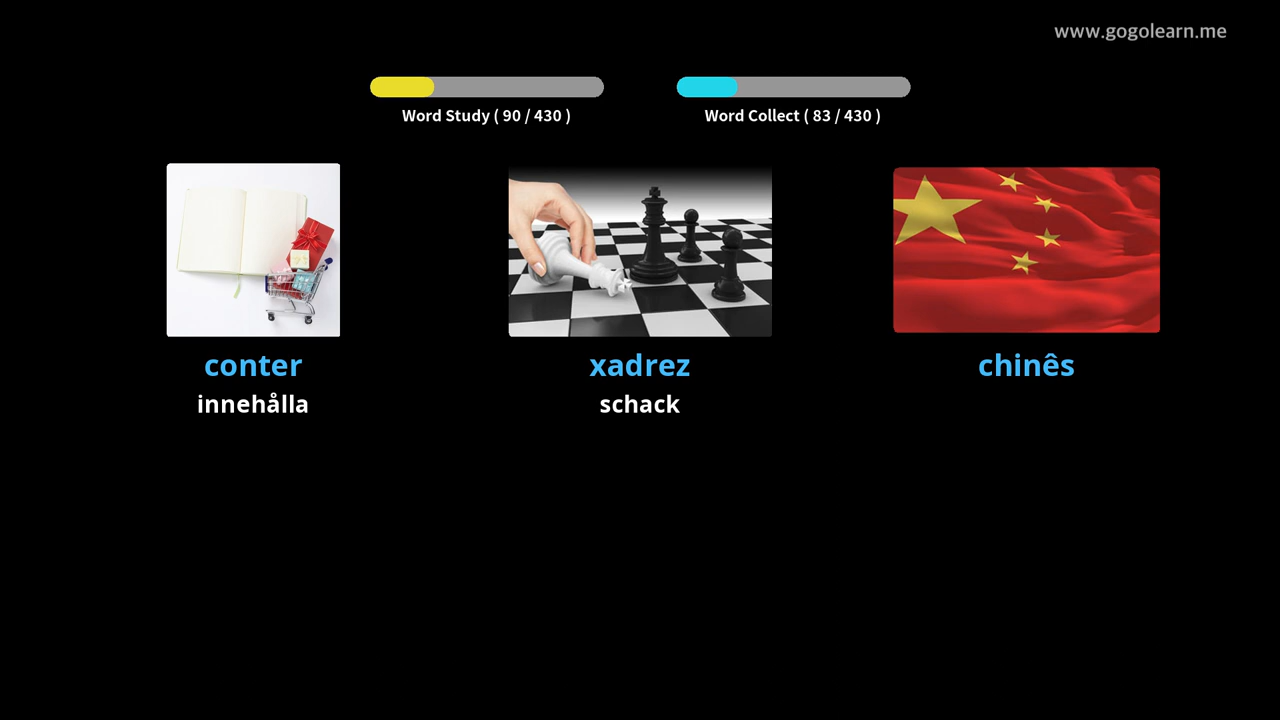 www.gogolearn.me
Word Study ( 90 / 430 )
Word Collect ( 83 / 430 )
conter
innehålla
xadrez
schack
chinês